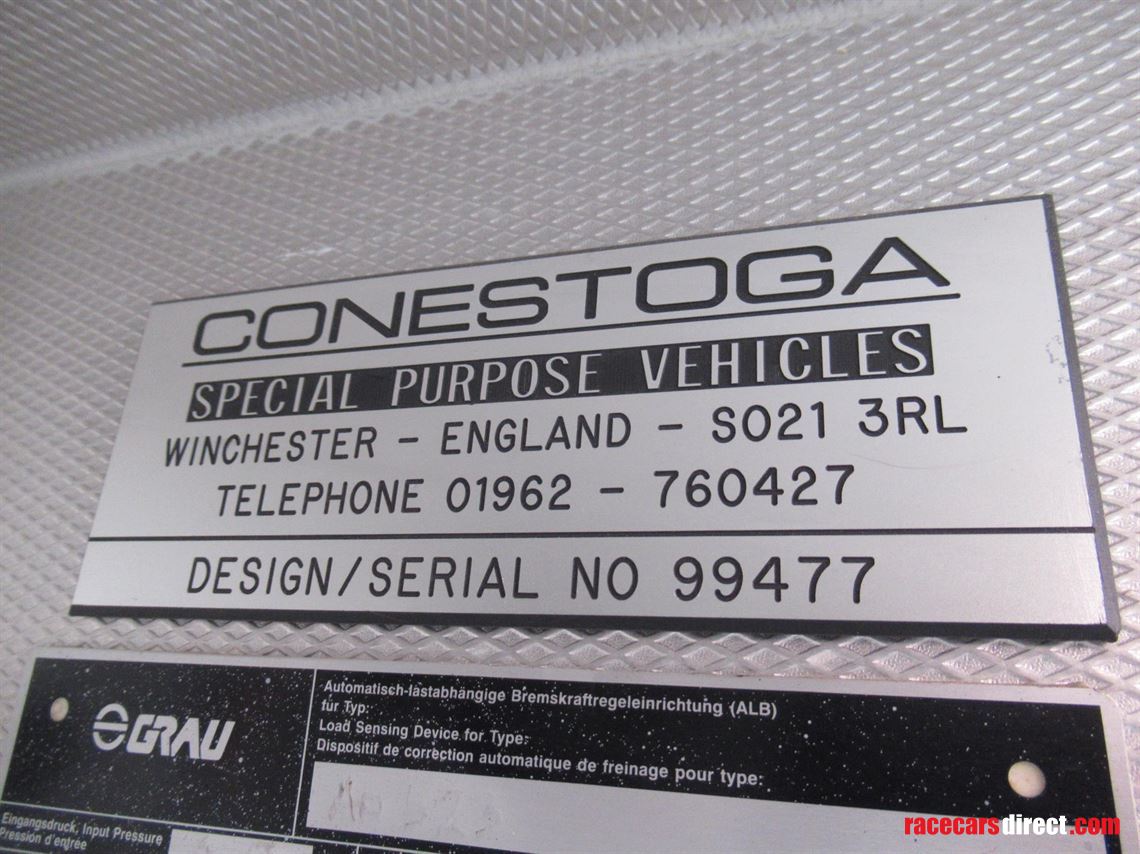 CONESTOGA
SPECIAL PURPOSE VEHICLES
WINCHESTER - ENGLAND - SO21 3RL
TELEPHONE 01962 - 760427
DESIGN/SERIAL NO 99477
GRAU
Automatisch-lastabhängige Bremskraftregeleinrichtung (ALB)
für Typ:
Load Sensing Device for Type:
Dispositif de correction automatique de freinage pour type:
Eingangsdruck, Input Pressure
Pression d'entrée
racecarsdirect.com